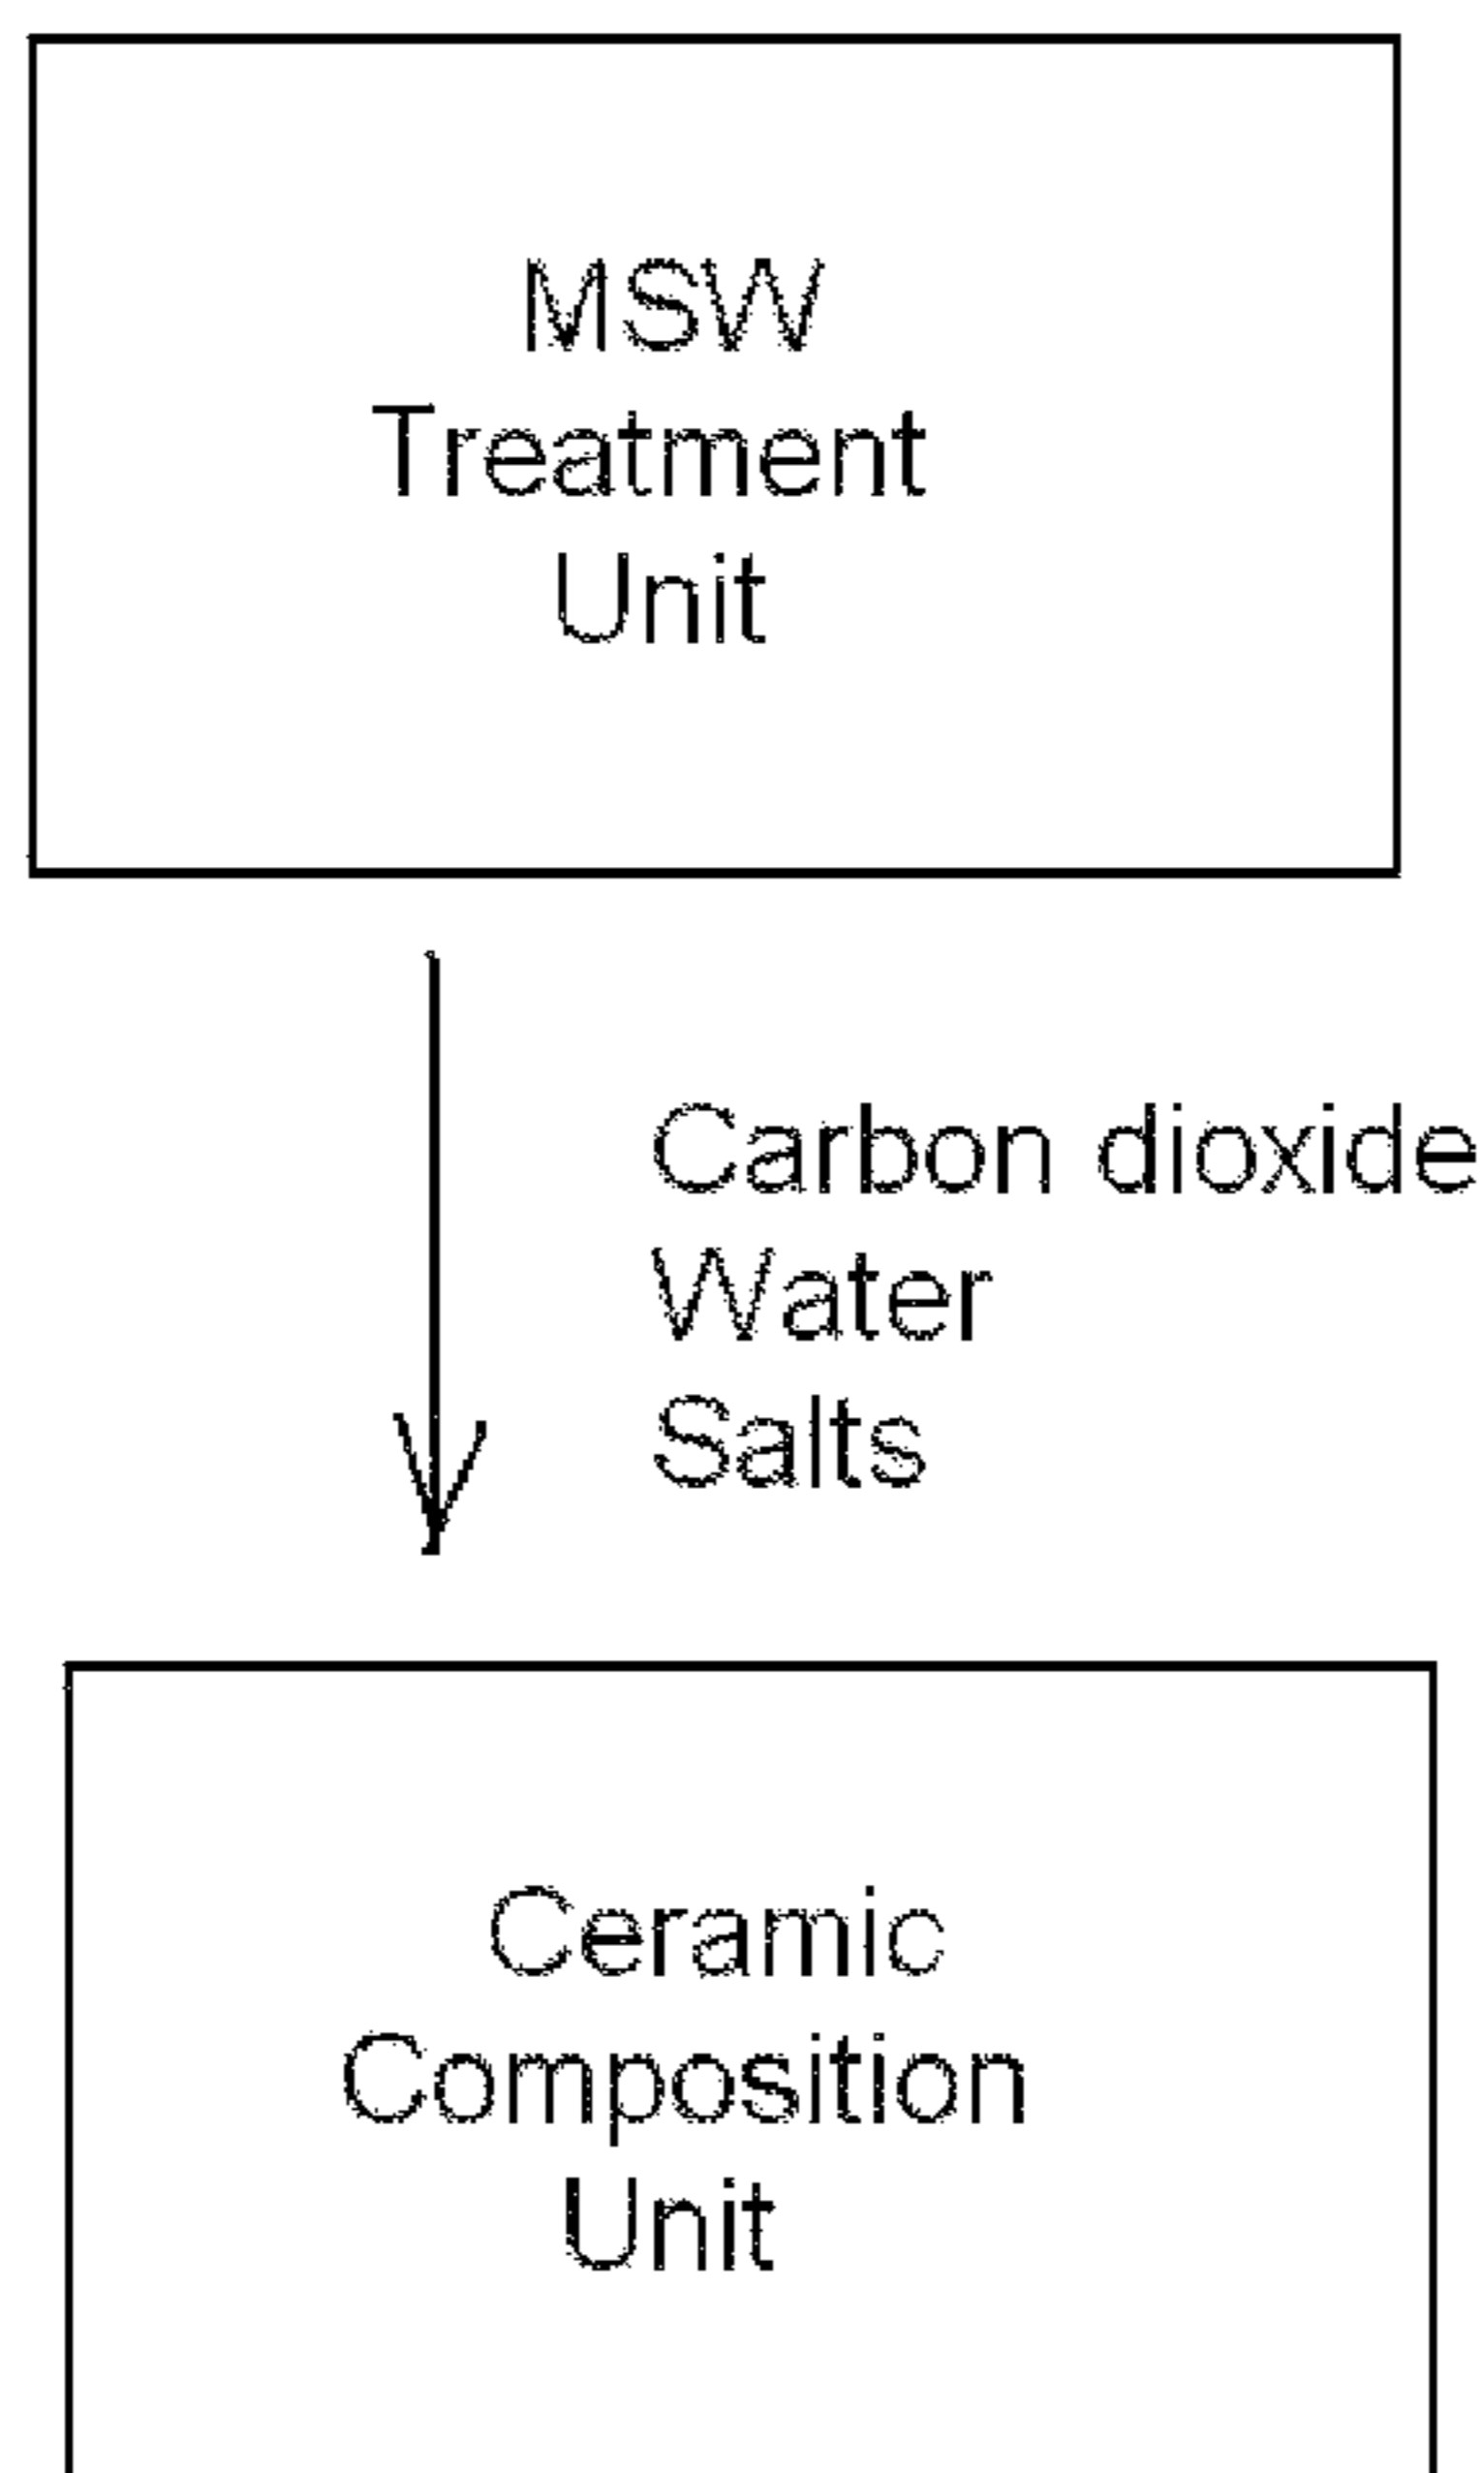 MSW
Treatment
Unit
Carbon dioxide
Water
Salts
Ceramic
Composition
Unit